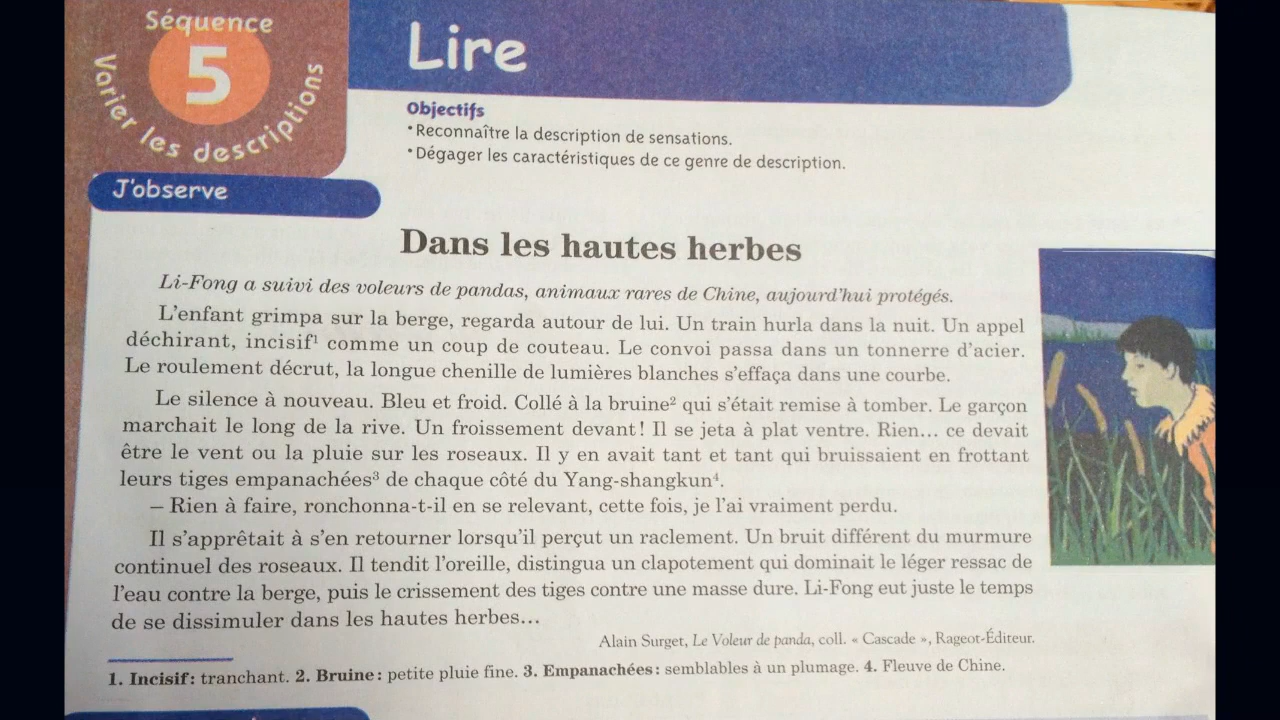 Séquence
5
Varier les descriptions
Lire
Objectifs
• Reconnaître la description de sensations.
• Dégager les caractéristiques de ce genre de description.
J'observe
Dans les hautes herbes
Li-Fong a suivi des voleurs de pandas, animaux rares de Chine, aujourd'hui protégés.
L'enfant grimpa sur la berge, regarda autour de lui. Un train hurla dans la nuit. Un appel
déchirant, incisif¹ comme un coup de couteau. Le convoi passa dans un tonnerre d'acier.
Le roulement décrut, la longue chenille de lumières blanches s'effaça dans une courbe.
Le silence à nouveau. Bleu et froid. Collé à la bruine² qui s'était remise à tomber. Le garçon
marchait le long de la rive. Un froissement devant! Il se jeta à plat ventre. Rien... ce devait
être le vent ou la pluie sur les roseaux. Il y en avait tant et tant qui bruissaient en frottant
leurs tiges empanachées³ de chaque côté du Yang-shangkun⁴.
– Rien à faire, ronchonna-t-il en se relevant, cette fois, je l'ai vraiment perdu.
Il s'apprêtait à s'en retourner lorsqu'il perçut un raclement. Un bruit différent du murmure
continuel des roseaux. Il tendit l'oreille, distingua un clapotement qui dominait le léger ressac de
l'eau contre la berge, puis le crissement des tiges contre une masse dure. Li-Fong eut juste le temps
de se dissimuler dans les hautes herbes...
Alain Surget, Le Voleur de panda, coll. « Cascade », Rageot-Éditeur.
1. Incisif: tranchant. 2. Bruine: petite pluie fine. 3. Empanachées: semblables à un plumage. 4. Fleuve de Chine.